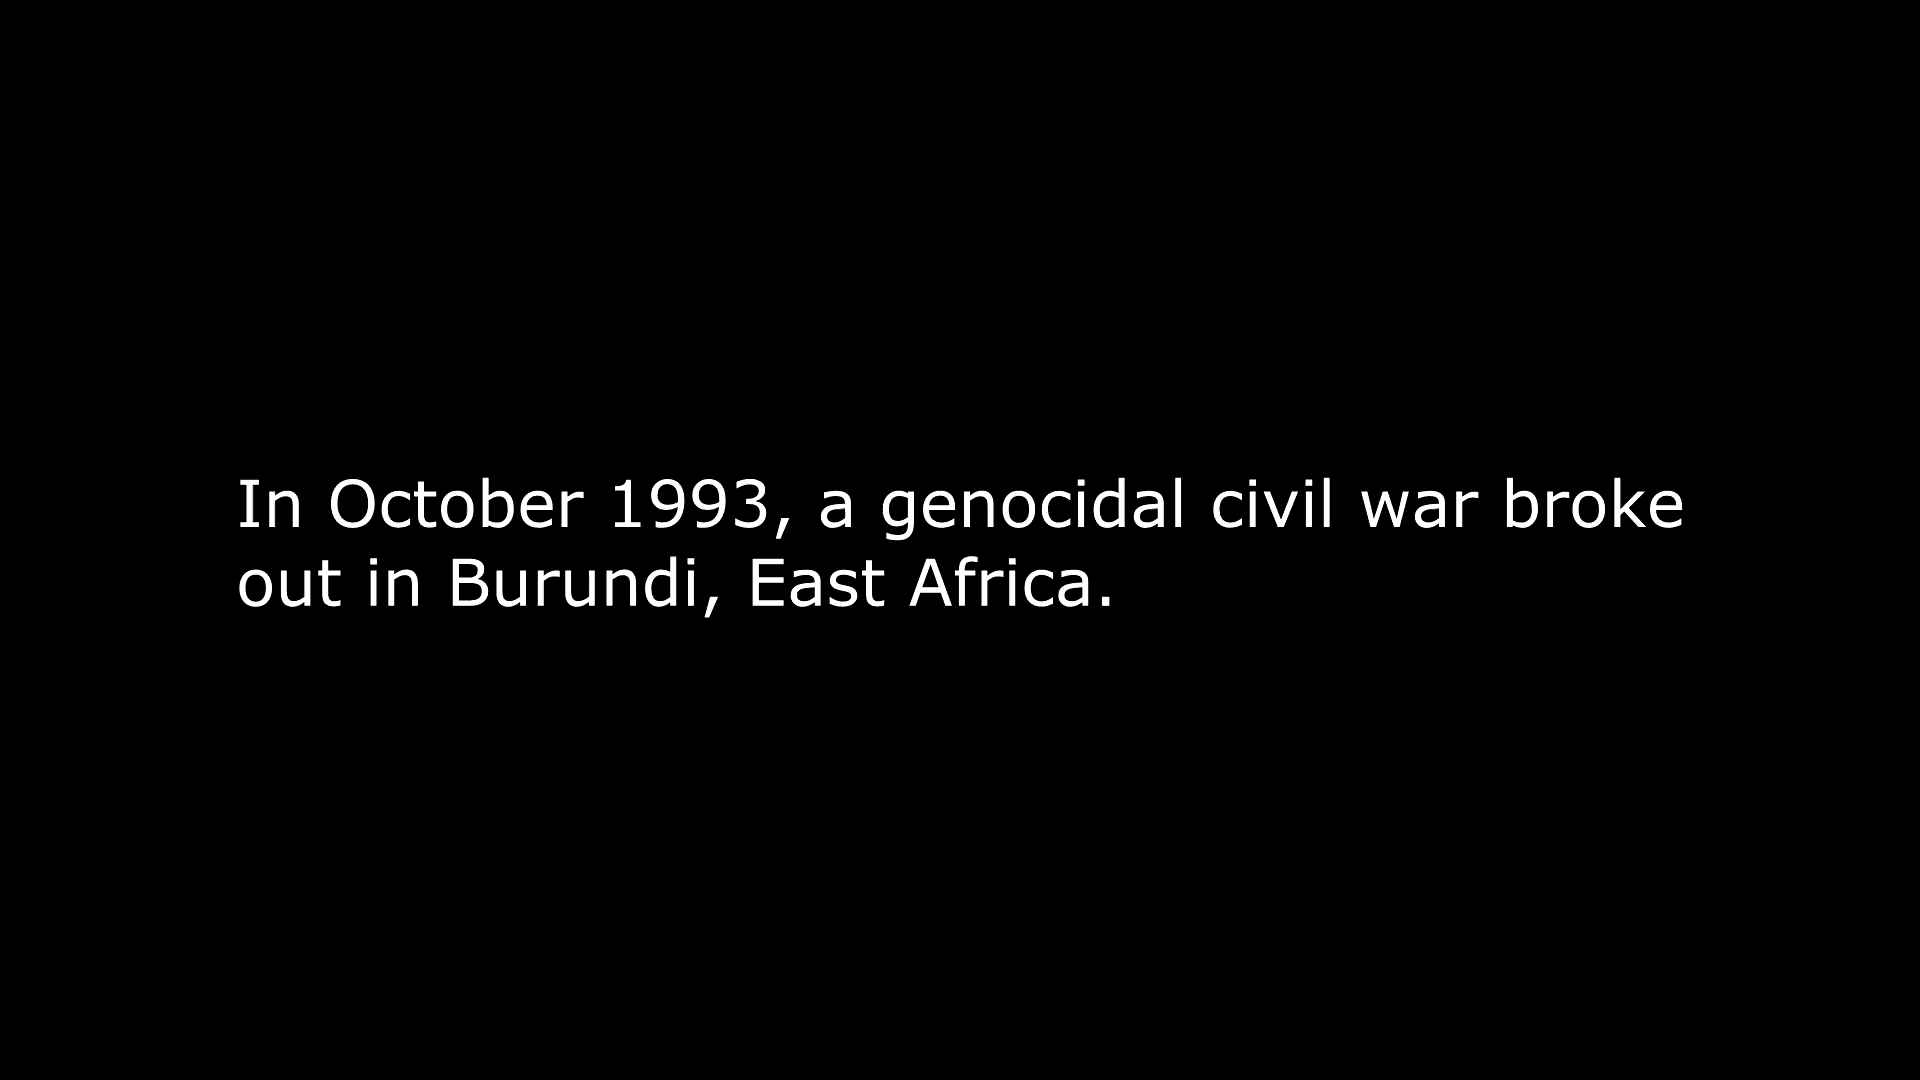 In October 1993, a genocidal civil war broke
out in Burundi, East Africa.